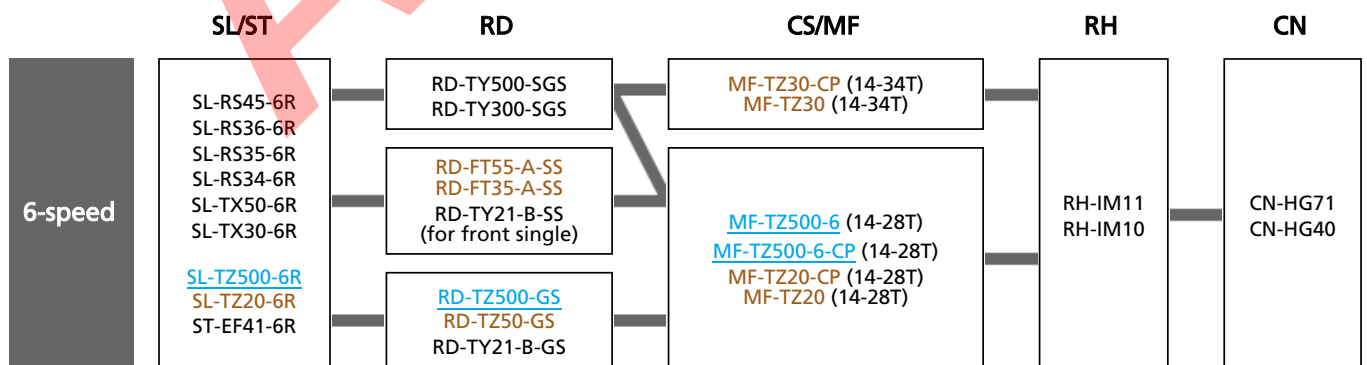 SL/ST
RD
CS/MF
RH
CN
6-speed
SL-RS45-6R
SL-RS36-6R
SL-RS35-6R
SL-RS34-6R
SL-TX50-6R
SL-TX30-6R
SL-TZ500-6R
SL-TZ20-6R
ST-EF41-6R
RD-TY500-SGS
RD-TY300-SGS
RD-FT55-A-SS
RD-FT35-A-SS
RD-TY21-B-SS
(for front single)
RD-TZ500-GS
RD-TZ50-GS
RD-TY21-B-GS
MF-TZ30-CP (14-34T)
MF-TZ30 (14-34T)
MF-TZ500-6 (14-28T)
MF-TZ500-6-CP (14-28T)
MF-TZ20-CP (14-28T)
MF-TZ20 (14-28T)
RH-IM11
RH-IM10
CN-HG71
CN-HG40